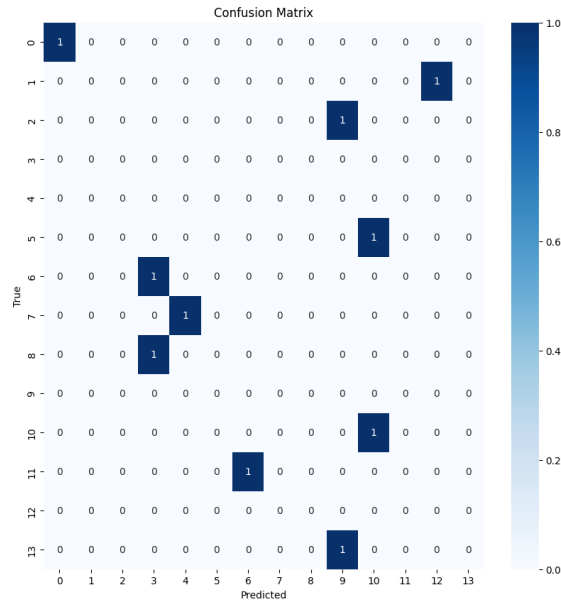 Confusion Matrix
0 1 0 0 0 0 0 0 0 0 0 0 0 0 0
1 0 0 0 0 0 0 0 0 0 0 0 0 1 0
2 0 0 0 0 0 0 0 0 0 1 0 0 0 0
3 0 0 0 0 0 0 0 0 0 0 0 0 0 0
4 0 0 0 0 0 0 0 0 0 0 0 0 0 0
5 0 0 0 0 0 0 0 0 0 0 1 0 0 0
6 0 0 0 1 0 0 0 0 0 0 0 0 0 0
True
7 0 0 0 0 1 0 0 0 0 0 0 0 0 0
8 0 0 0 1 0 0 0 0 0 0 0 0 0 0
9 0 0 0 0 0 0 0 0 0 0 0 0 0 0
10 0 0 0 0 0 0 0 0 0 0 1 0 0 0
11 0 0 0 0 0 0 1 0 0 0 0 0 0 0
12 0 0 0 0 0 0 0 0 0 0 0 0 0 0
13 0 0 0 0 0 0 0 0 0 1 0 0 0 0
0 1 2 3 4 5 6 7 8 9 10 11 12 13
Predicted
1.0
0.8
0.6
0.4
0.2
0.0